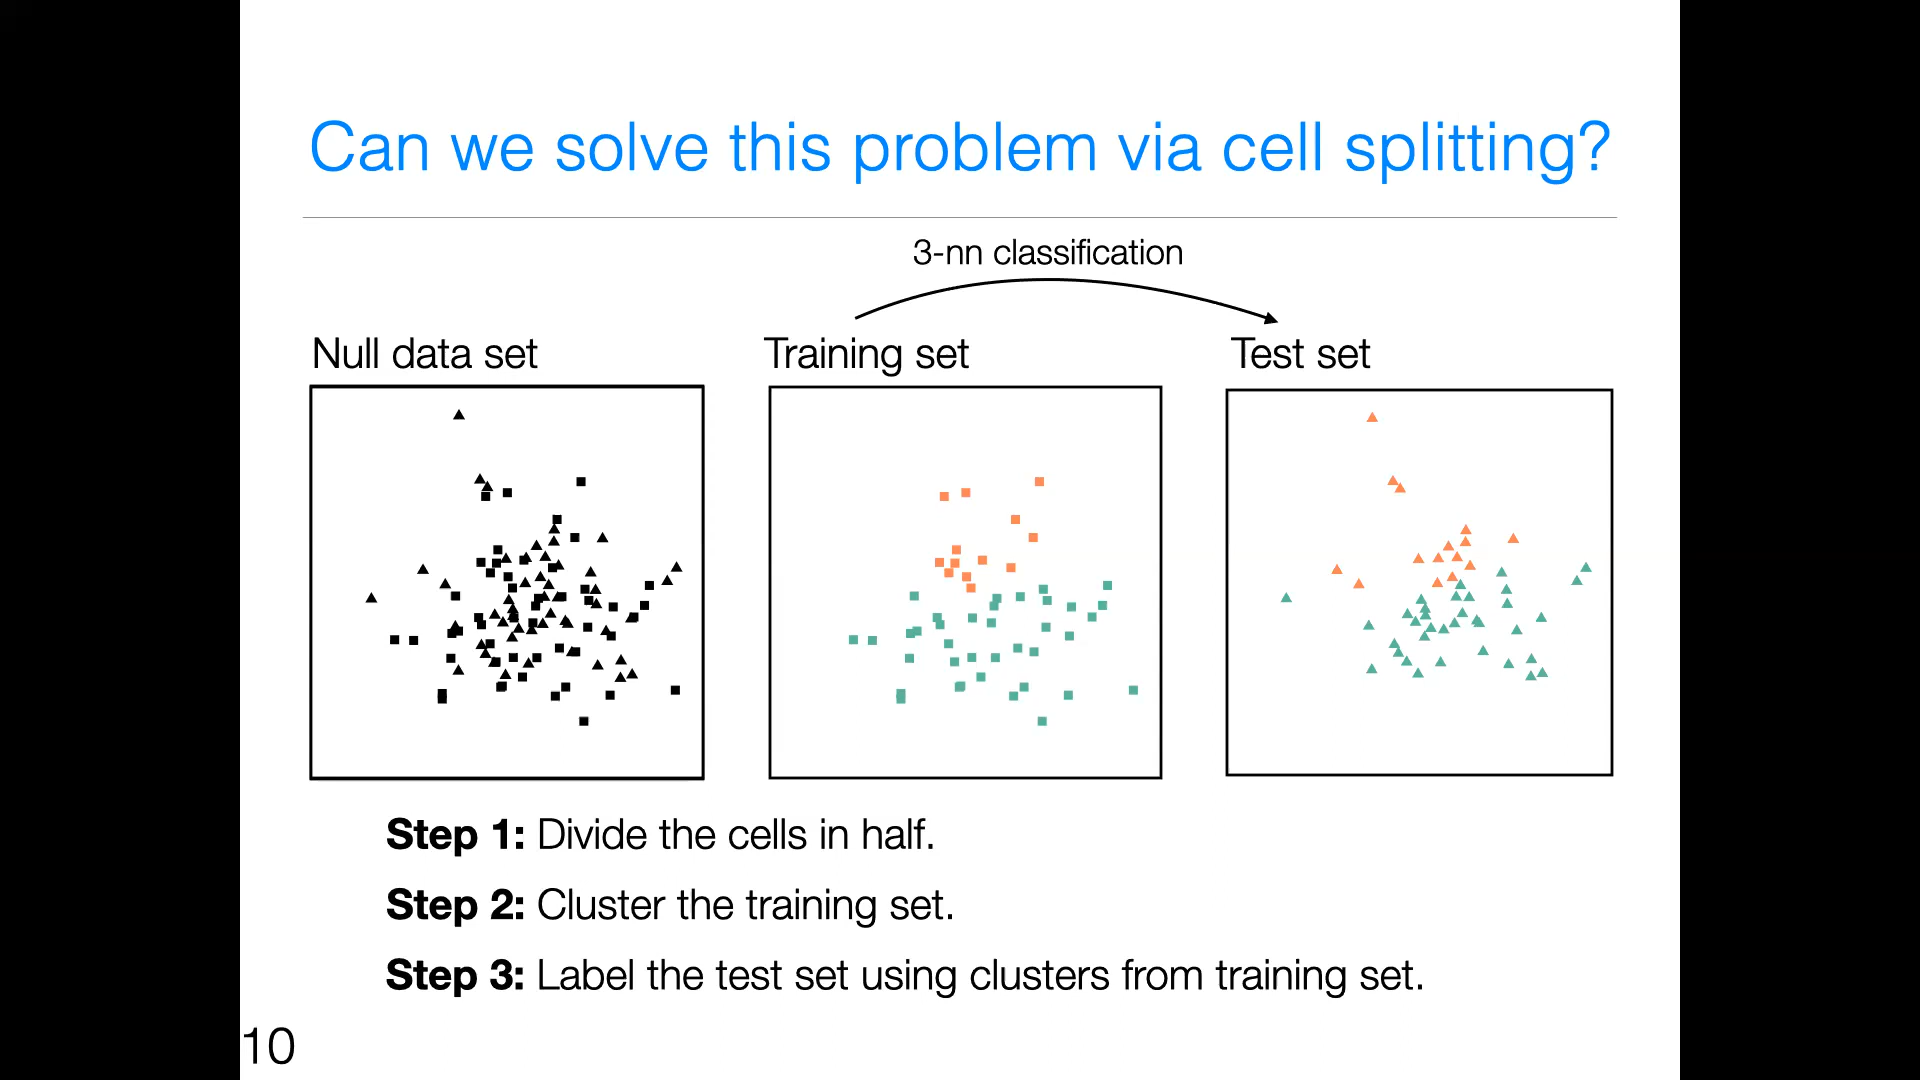 Can we solve this problem via cell splitting?
3-nn classification
Null data set
Training set
Test set
Step 1: Divide the cells in half.
Step 2: Cluster the training set.
Step 3: Label the test set using clusters from training set.
10